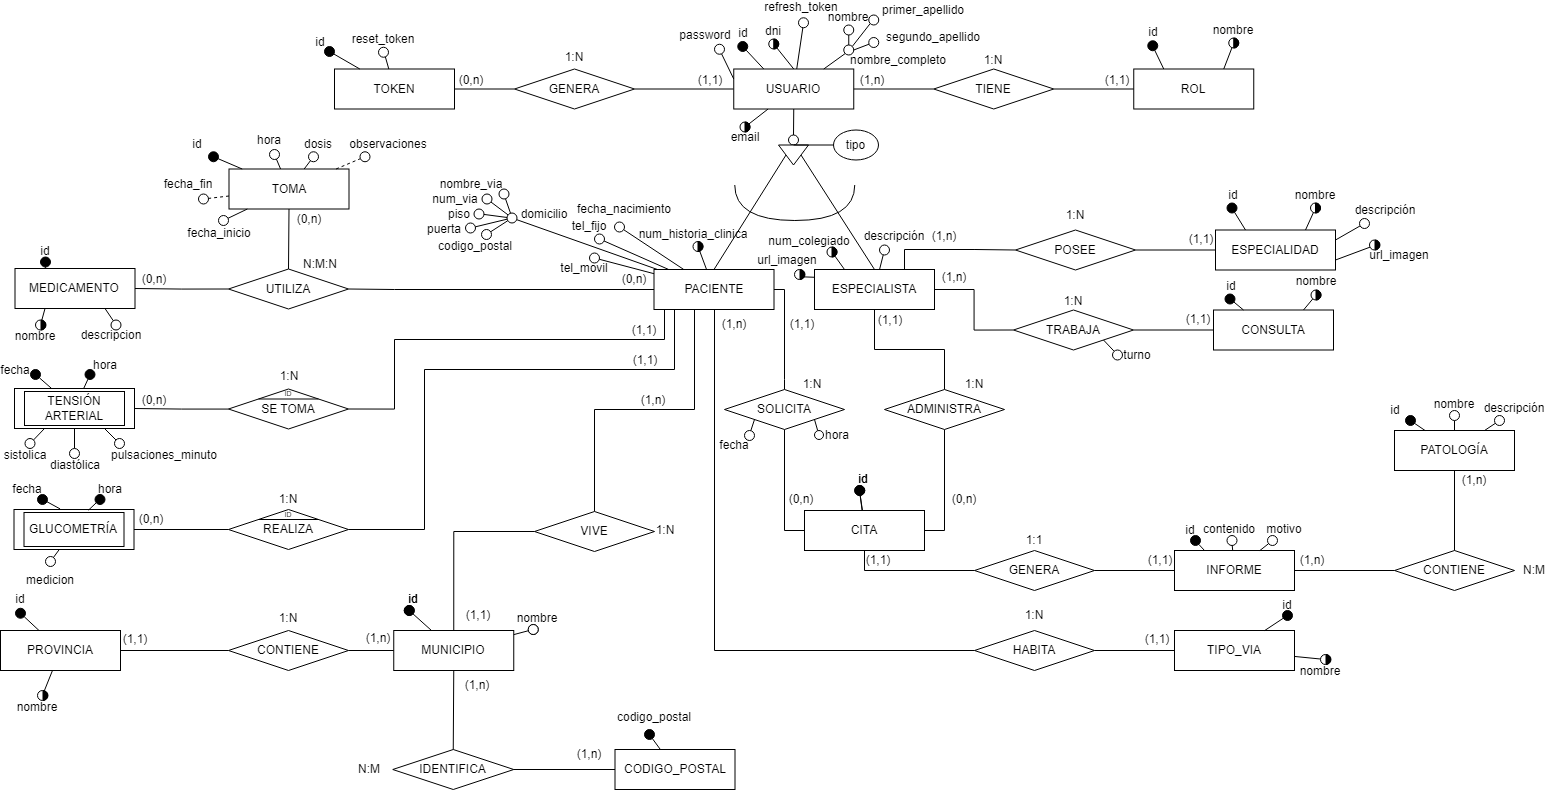 refresh_token
primer_apellido
nombre
password
id
dni
segundo_apellido
nombre_completo
id
reset_token
1:N
1:N
id
nombre
TOKEN
(0,n)
GENERA
(1,1)
USUARIO
(1,n)
TIENE
(1,1)
ROL
email
tipo
id
hora
dosis
observaciones
fecha_fin
TOMA
fecha_inicio
(0,n)
nombre_via
num_via
piso
puerta
codigo_postal
domicilio
fecha_nacimiento
tel_fijo
num_historia_clinica
tel_movil
num_colegiado
url_imagen
descripción
(1,n)
1:N
POSEE
(1,1)
id
nombre
descripción
ESPECIALIDAD
url_imagen
id
MEDICAMENTO
(0,n)
N:M:N
UTILIZA
(0,n)
PACIENTE
ESPECIALISTA
(1,n)
nombre
descripcion
1:N
TRABAJA
turno
(1,1)
id
nombre
CONSULTA
(1,1)
(1,n)
(1,1)
(1,1)
fecha
hora
TENSIÓN
ARTERIAL
(0,n)
1:N
ID
SE TOMA
(1,1)
sistolica
diastólica
pulsaciones_minuto
(1,n)
1:N
SOLICITA
fecha
hora
1:N
ADMINISTRA
id
nombre
descripción
PATOLOGÍA
(1,n)
fecha
hora
GLUCOMETRÍA
(0,n)
1:N
ID
REALIZA
medicion
VIVE
1:N
(0,n)
id
(0,n)
CITA
(1,1)
1:1
GENERA
(1,1)
id
contenido
motivo
INFORME
(1,n)
CONTIENE
N:M
id
PROVINCIA
(1,1)
1:N
CONTIENE
(1,n)
id
(1,1)
nombre
MUNICIPIO
nombre
(1,n)
1:N
HABITA
(1,1)
id
TIPO_VIA
nombre
codigo_postal
N:M
IDENTIFICA
(1,n)
CODIGO_POSTAL